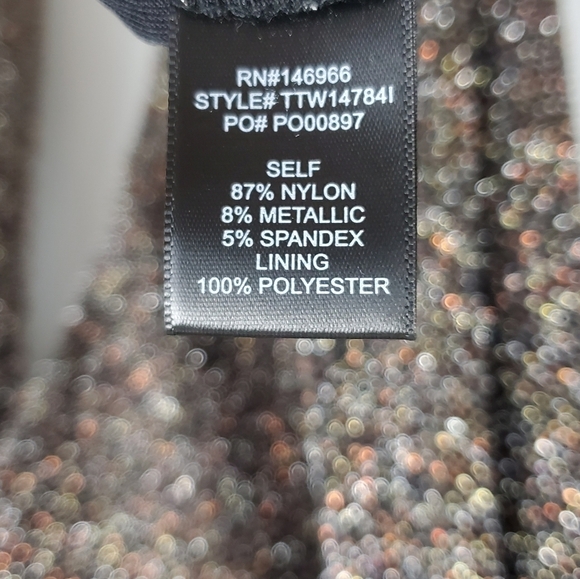 RN#146966
STYLE# TTW14784I
PO# PO00897
SELF
87% NYLON
8% METALLIC
5% SPANDEX
LINING
100% POLYESTER